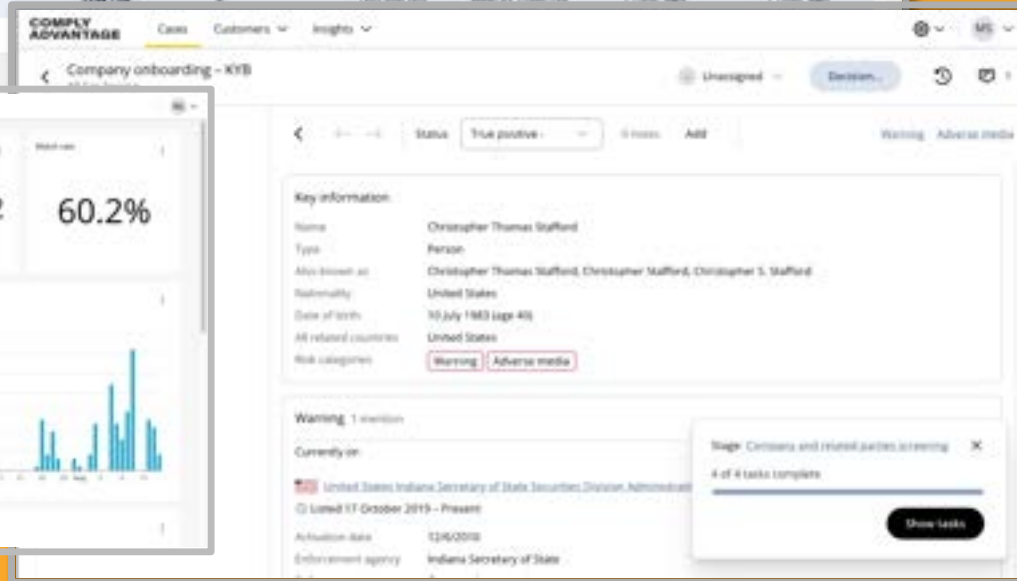 COMPLY
ADVANTAGE
Cases Customers Insights
MS
Company onboarding – KYB
Unassigned
Decision...
Status True positive -
Add
Warning Adverse media
Match rate
60.2%
Key information
Name Christopher Thomas Stafford
Type Person
Also known as Christopher Thomas Stafford, Christopher Stafford, Christopher S. Stafford
Nationality United States
Date of birth 10 July 1983 (age 40)
All related countries United States
Risk categories Warning Adverse media
Warning 1 mention
Currently on
United States Indiana Secretary of State Securities Division
Listed 17 October 2019 – Present
Activation date 12/6/2010
Enforcement agency Indiana Secretary of State
Stage Company and related parties screening
4 of 4 tasks complete
Show tasks